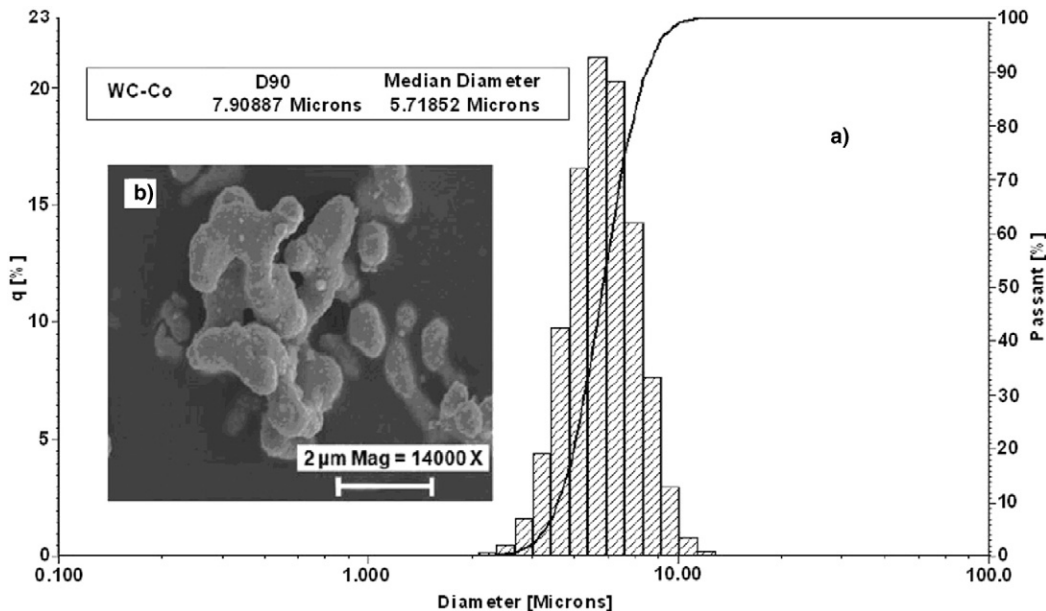 23
20
15
10
5
0
q [%]
WC-Co
D90
7.90887 Microns
Median Diameter
5.71852 Microns
a)
b)
2 µm Mag = 14000 X
100
90
80
70
60
50
40
30
20
10
0
Passant [%]
0.100
1.000
10.00
100.0
Diameter [Microns]